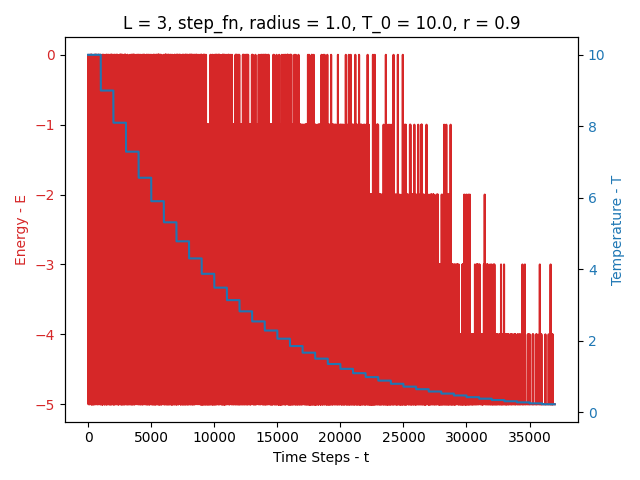 L = 3, step_fn, radius = 1.0, T_0 = 10.0, r = 0.9
0
−1
−2
−3
−4
−5
Energy - E
10
8
6
4
2
0
Temperature - T
0 5000 10000 15000 20000 25000 30000 35000
Time Steps - t